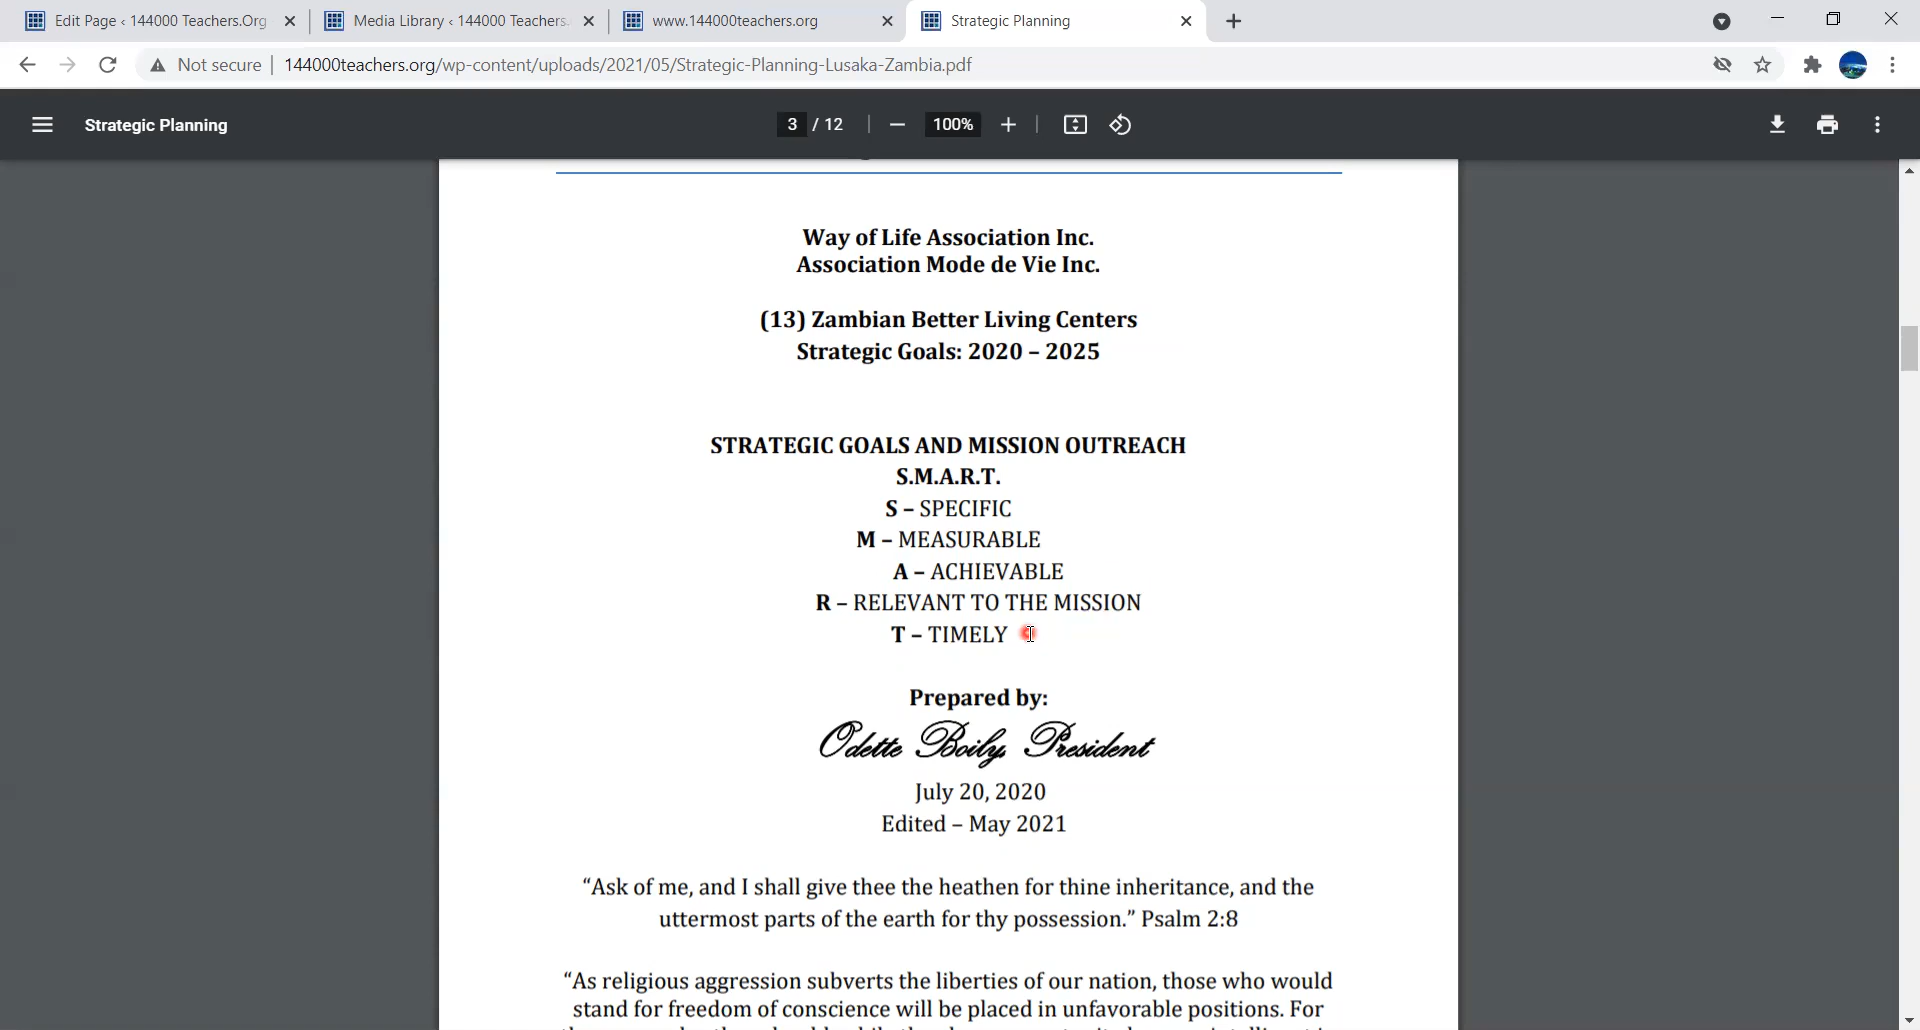 Edit Page ‹ 144000 Teachers.Org
Media Library ‹ 144000 Teachers.
www.144000teachers.org
Strategic Planning
Not secure
144000teachers.org/wp-content/uploads/2021/05/Strategic-Planning-Lusaka-Zambia.pdf
Strategic Planning
3 / 12
100%
Way of Life Association Inc.
Association Mode de Vie Inc.
(13) Zambian Better Living Centers
Strategic Goals: 2020 – 2025
STRATEGIC GOALS AND MISSION OUTREACH
S.M.A.R.T.
S – SPECIFIC
M – MEASURABLE
A – ACHIEVABLE
R – RELEVANT TO THE MISSION
T – TIMELY
Prepared by:
Odette Boily, President
July 20, 2020
Edited – May 2021
“Ask of me, and I shall give thee the heathen for thine inheritance, and the
uttermost parts of the earth for thy possession.” Psalm 2:8
“As religious aggression subverts the liberties of our nation, those who would
stand for freedom of conscience will be placed in unfavorable positions. For